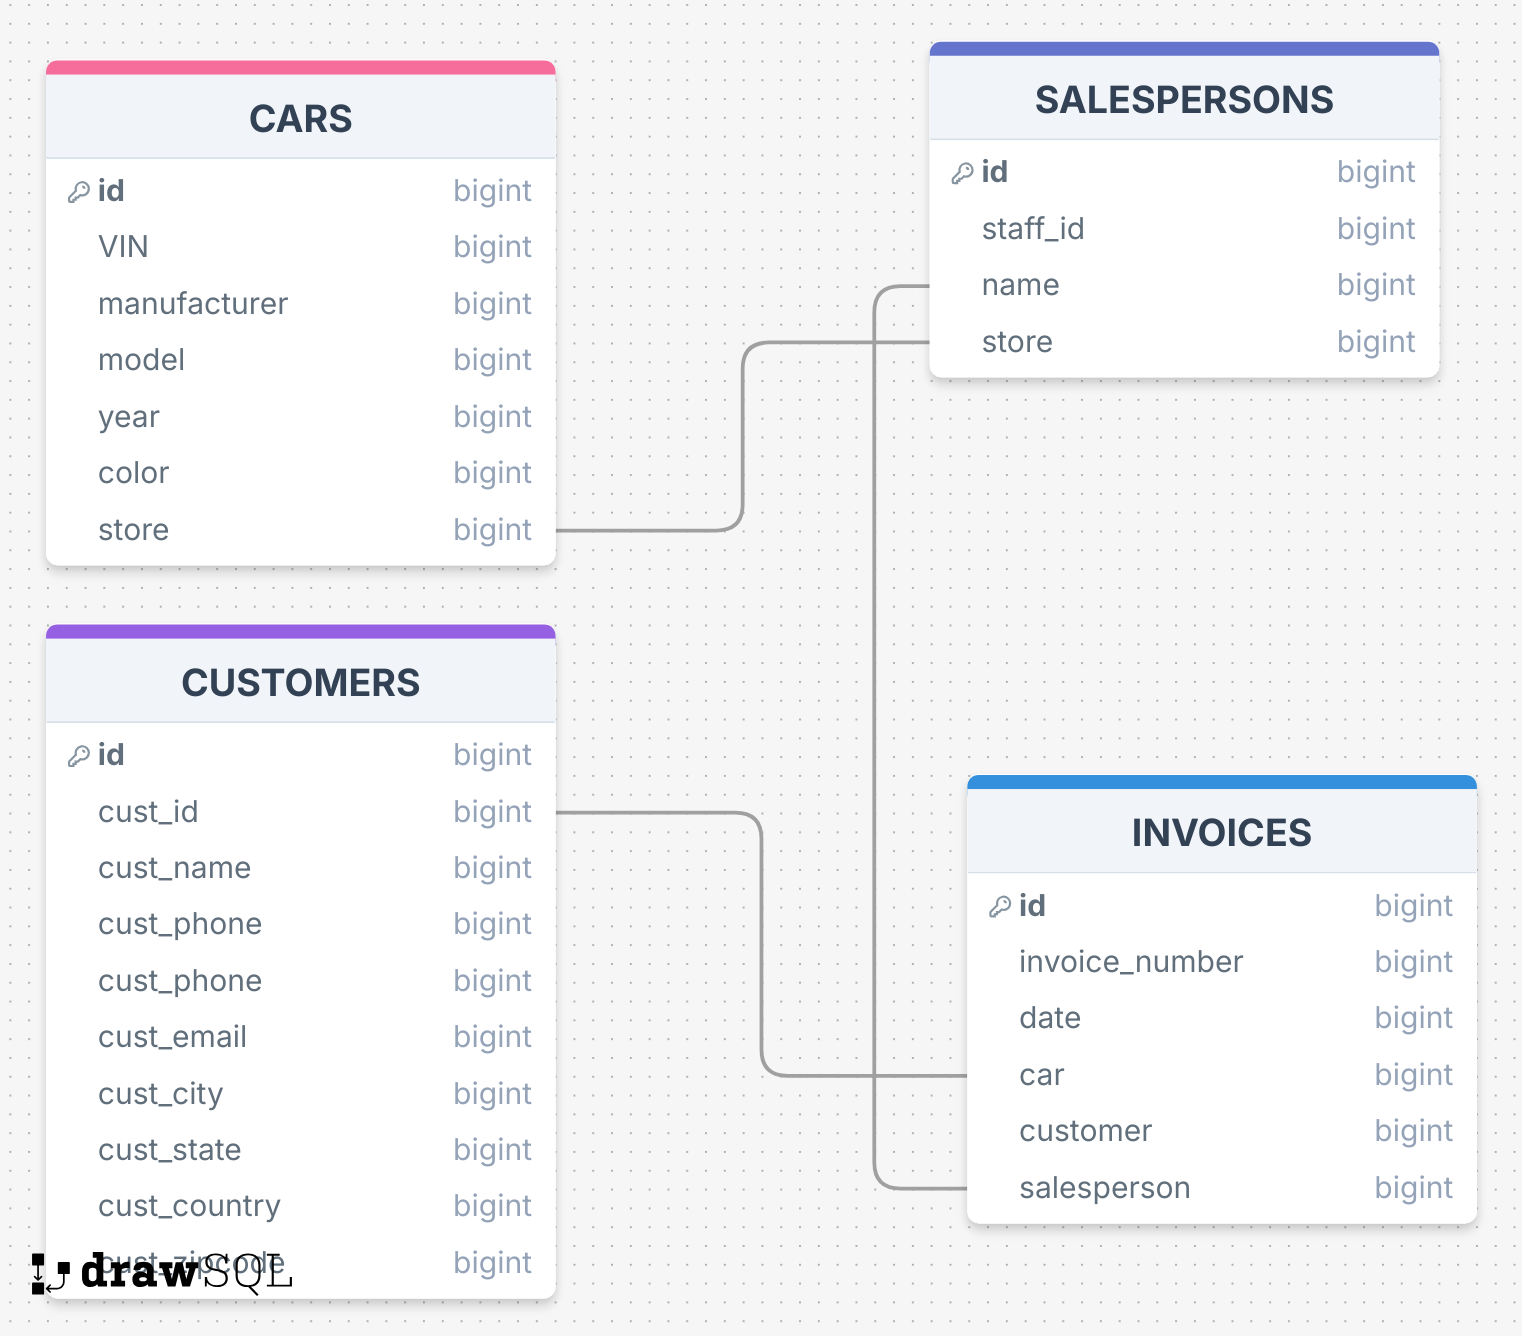 CARS
id bigint
VIN bigint
manufacturer bigint
model bigint
year bigint
color bigint
store bigint
SALESPERSONS
id bigint
staff_id bigint
name bigint
store bigint
CUSTOMERS
id bigint
cust_id bigint
cust_name bigint
cust_phone bigint
cust_phone bigint
cust_email bigint
cust_city bigint
cust_state bigint
cust_country bigint
cust_zipcode bigint
drawSQL
INVOICES
id bigint
invoice_number bigint
date bigint
car bigint
customer bigint
salesperson bigint